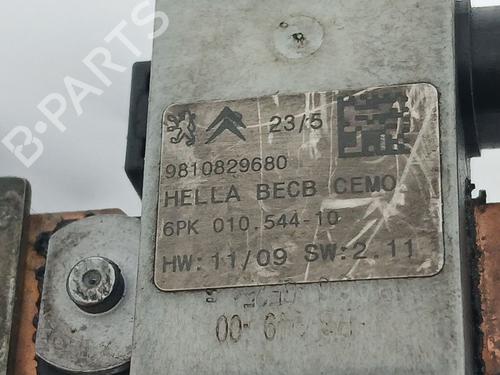 B-PARTS
23/5
9810829680
HELLA BECB CEMO
6PK 010.544-10
HW: 11/09 SW: 2.11